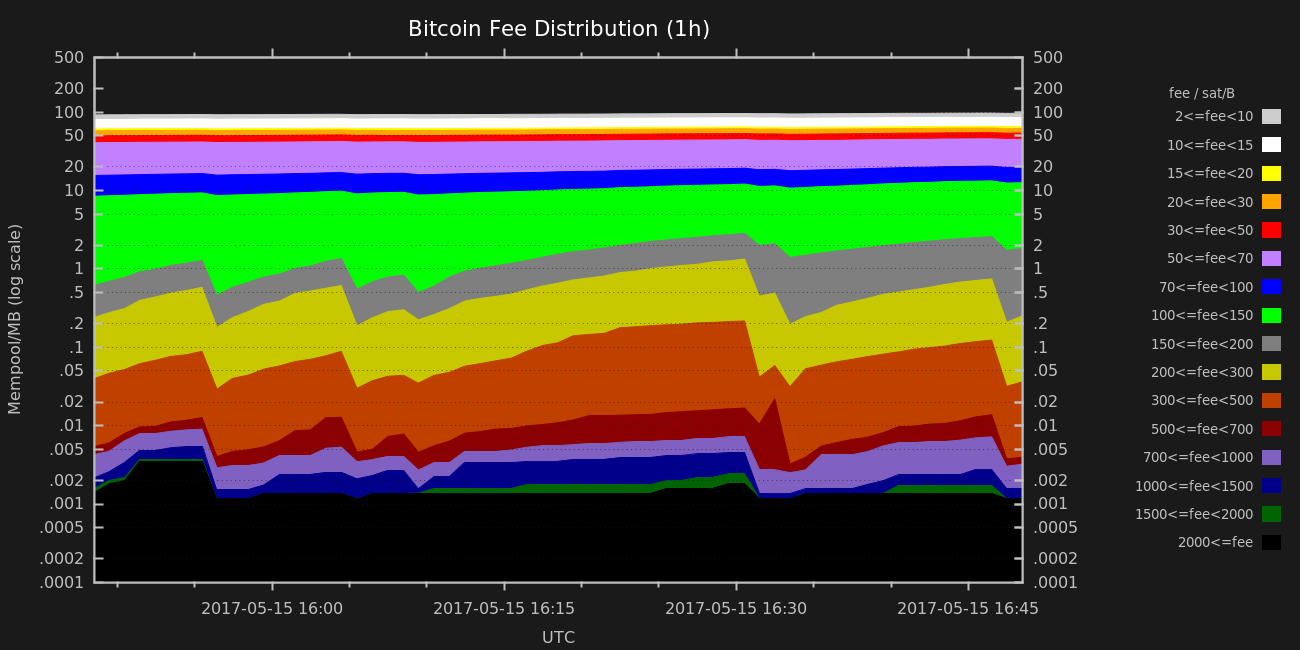 Bitcoin Fee Distribution (1h)
500
200
100
50
20
10
5
2
1
.5
.2
.1
.05
.02
.01
.005
.002
.001
.0005
.0002
.0001
Mempool/MB (log scale)
500
200
100
50
20
10
5
2
1
.5
.2
.1
.05
.02
.01
.005
.002
.001
.0005
.0002
.0001
2017-05-15 16:00
2017-05-15 16:15
2017-05-15 16:30
2017-05-15 16:45
UTC
fee / sat/B
2<=fee<10
10<=fee<15
15<=fee<20
20<=fee<30
30<=fee<50
50<=fee<70
70<=fee<100
100<=fee<150
150<=fee<200
200<=fee<300
300<=fee<500
500<=fee<700
700<=fee<1000
1000<=fee<1500
1500<=fee<2000
2000<=fee